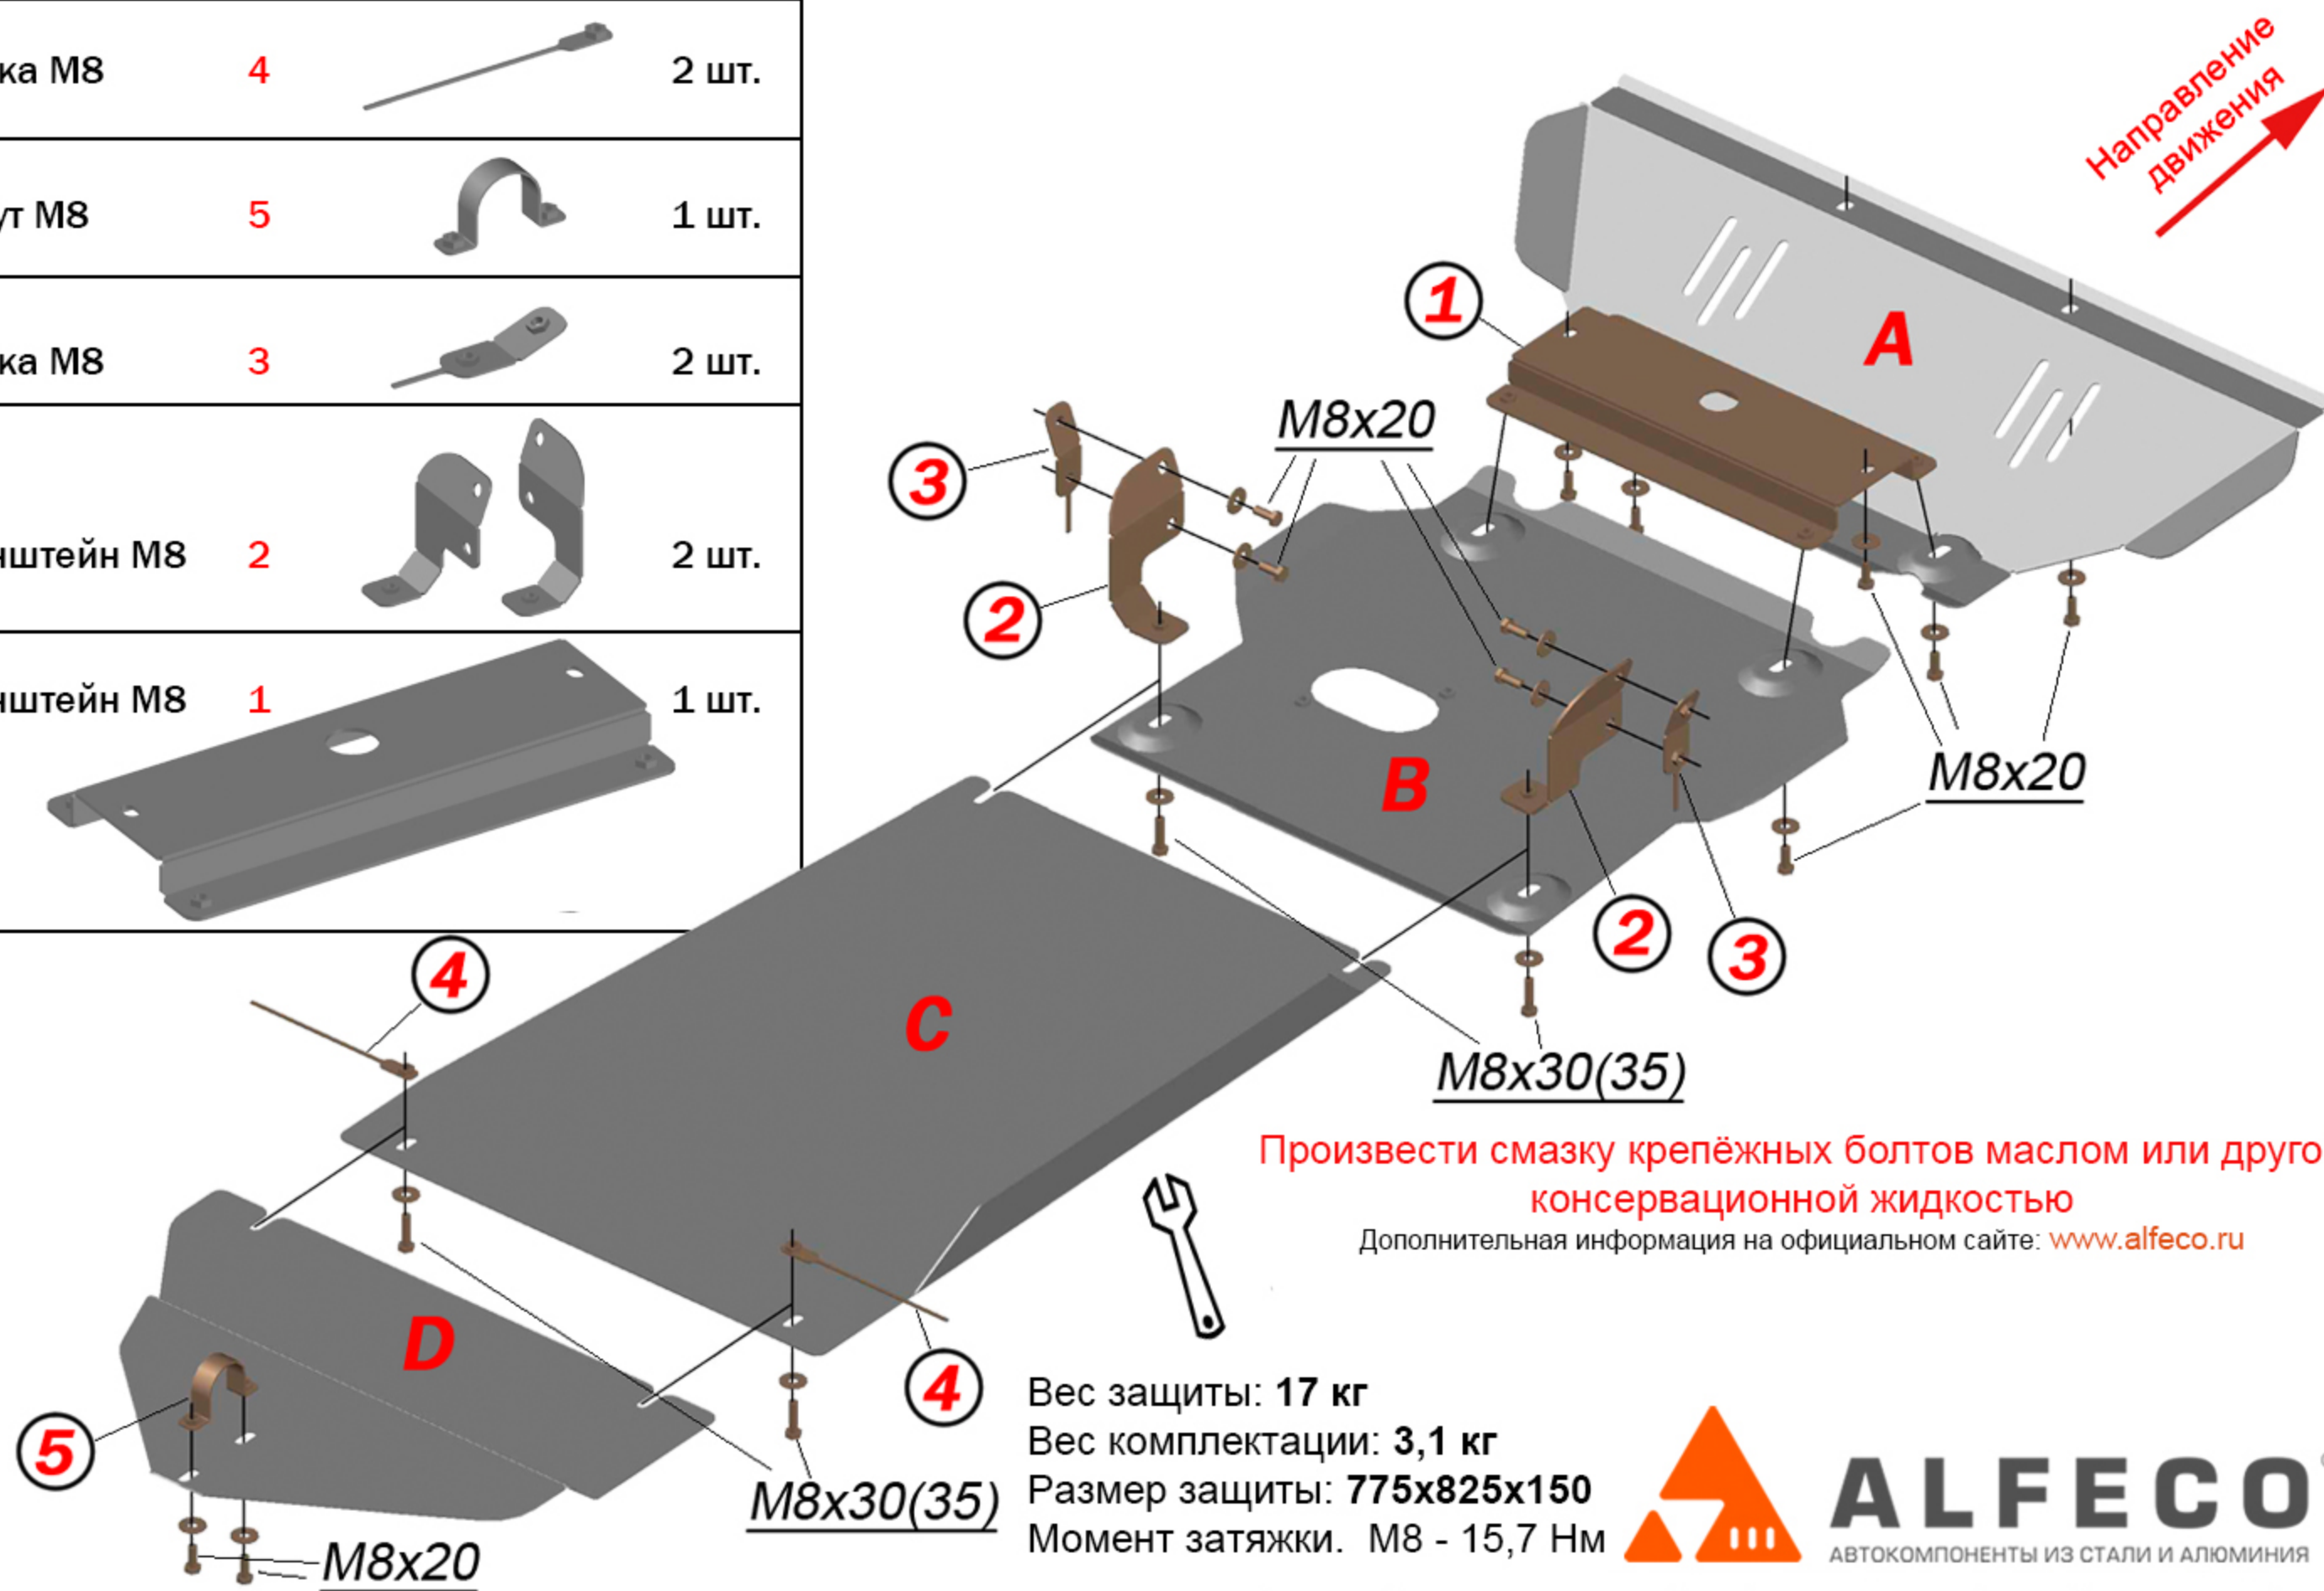 ка М8 4 2 шт.
ут М8 5 1 шт.
ка М8 3 2 шт.
нштейн М8 2 2 шт.
нштейн М8 1 1 шт.
Направление
движения
A
1
M8x20
3
2
B
M8x20
2
3
4
C
M8x30(35)
Произвести смазку крепёжных болтов маслом или друго
консервационной жидкостью
Дополнительная информация на официальном сайте: www.alfeco.ru
D
4
5
M8x30(35)
M8x20
Вес защиты: 17 кг
Вес комплектации: 3,1 кг
Размер защиты: 775x825x150
Момент затяжки. М8 - 15,7 Нм
ALFECO
АВТОКОМПОНЕНТЫ ИЗ СТАЛИ И АЛЮМИНИЯ